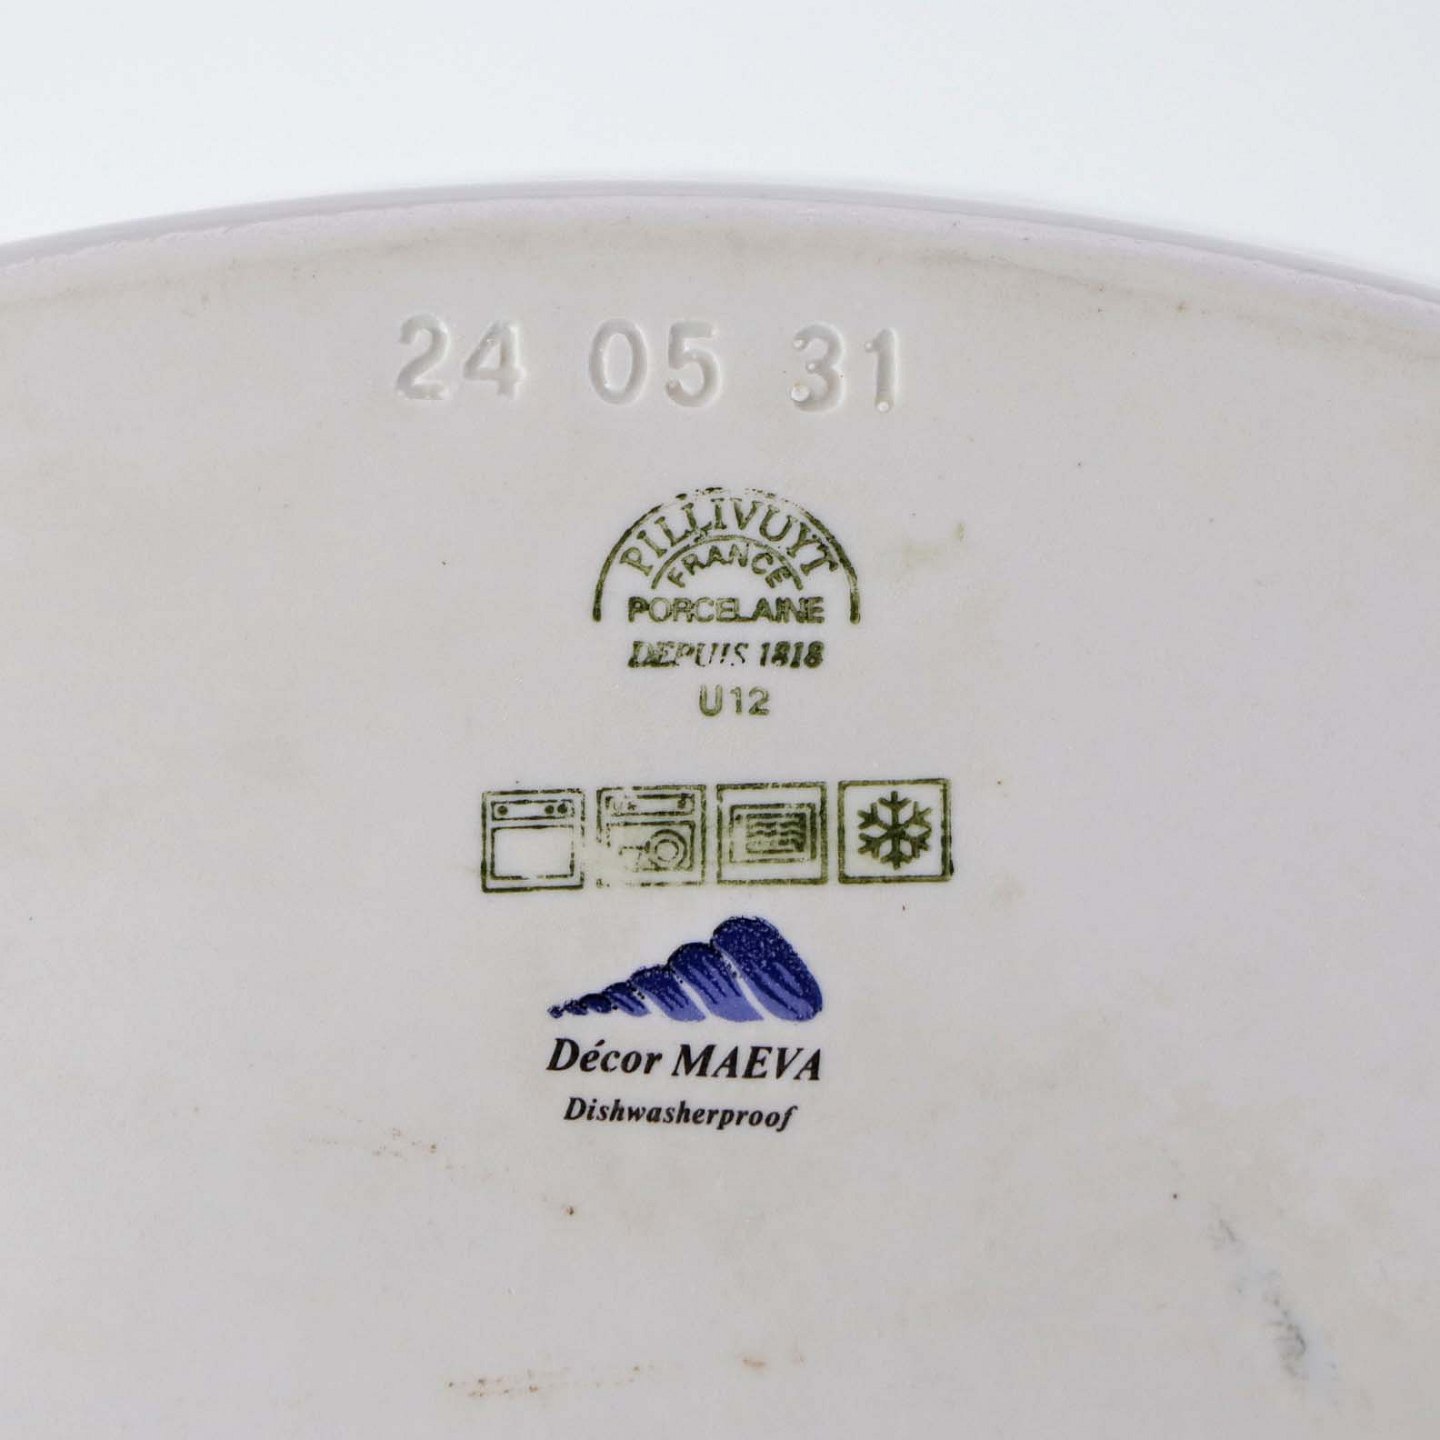 24 05 31
PILLIVUYT
FRANCE
PORCELAINE
DEPUIS 1818
U12
Décor MAEVA
Dishwasherproof